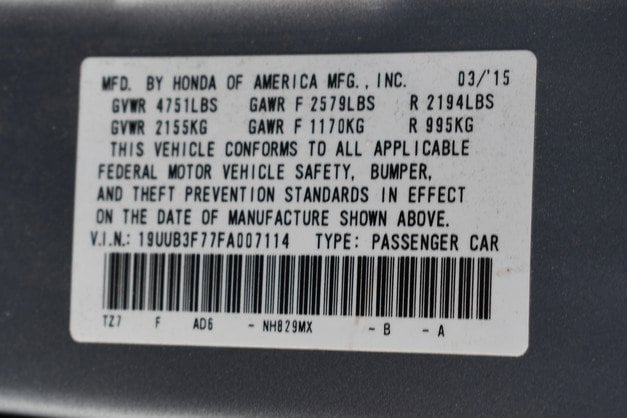 MFD. BY HONDA OF AMERICA MFG., INC. 03/'15
GVWR 4751LBS GAWR F 2579LBS R 2194LBS
GVWR 2155KG GAWR F 1170KG R 995KG
THIS VEHICLE CONFORMS TO ALL APPLICABLE
FEDERAL MOTOR VEHICLE SAFETY, BUMPER,
AND THEFT PREVENTION STANDARDS IN EFFECT
ON THE DATE OF MANUFACTURE SHOWN ABOVE.
V.I.N.: 19UUB3F77FA007114 TYPE: PASSENGER CAR
TZ7 F AD6 - NH829MX - B - A